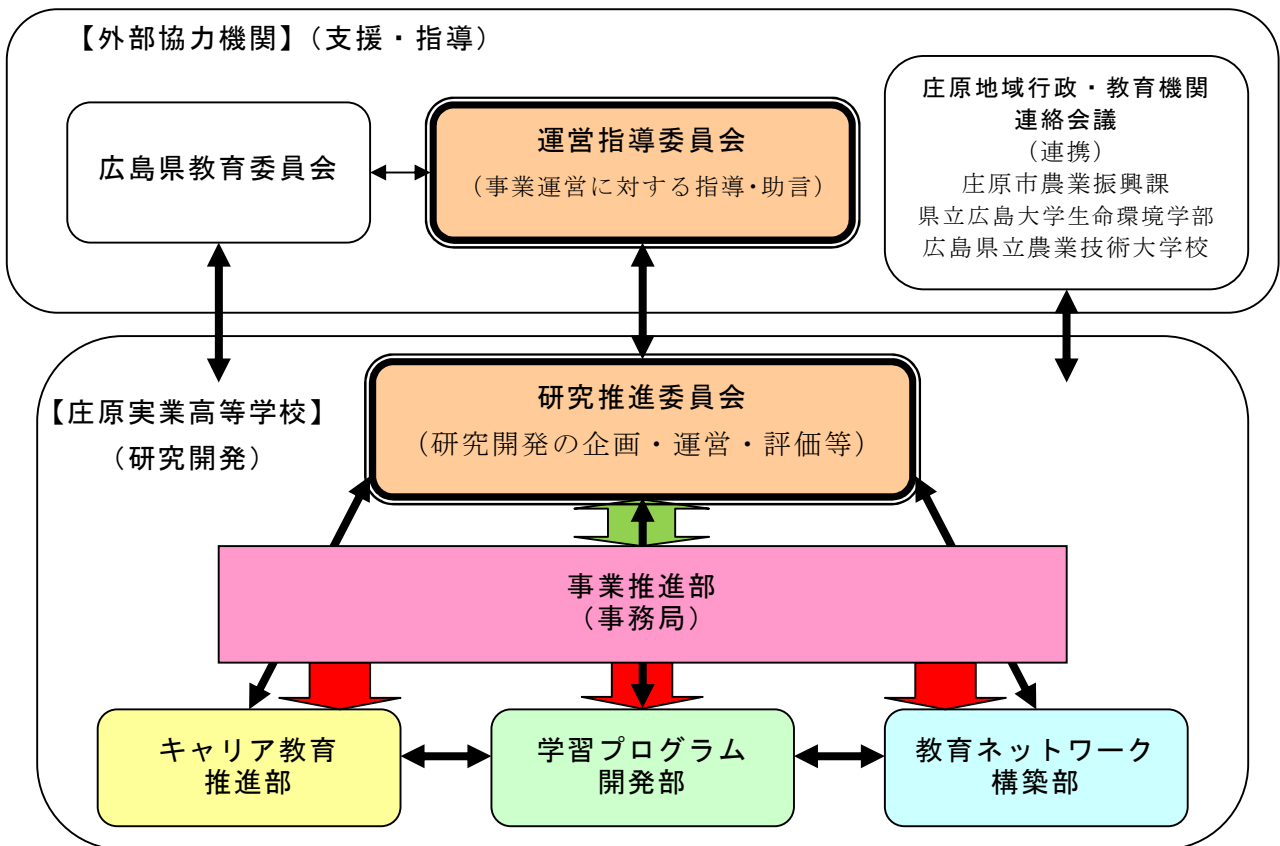 【外部協力機関】（支援・指導）
広島県教育委員会
運営指導委員会
（事業運営に対する指導・助言）
庄原地域行政・教育機関
連絡会議
（連携）
庄原市農業振興課
県立広島大学生命環境学部
広島県立農業技術大学校
【庄原実業高等学校】
（研究開発）
研究推進委員会
（研究開発の企画・運営・評価等）
事業推進部
（事務局）
キャリア教育
推進部
学習プログラム
開発部
教育ネットワーク
構築部